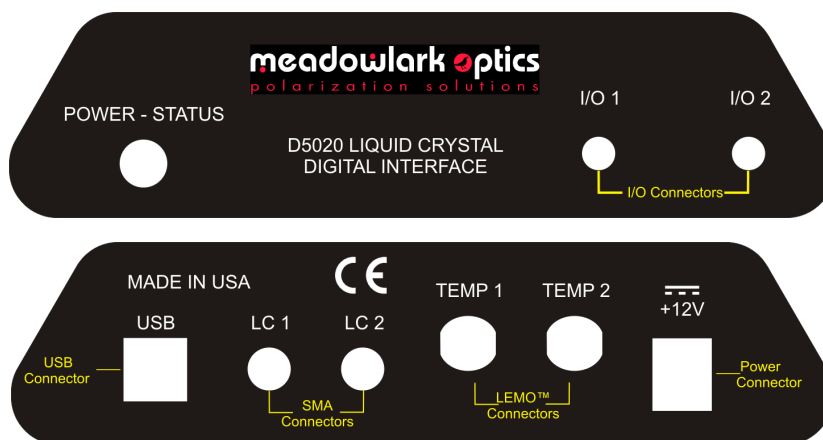 meadowlark optics
polarization solutions
POWER - STATUS
D5020 LIQUID CRYSTAL
DIGITAL INTERFACE
I/O 1
I/O 2
I/O Connectors
MADE IN USA
CE
USB
LC 1
LC 2
TEMP 1
TEMP 2
+12V
USB
Connector
SMA
Connectors
LEMO™
Connectors
Power
Connector